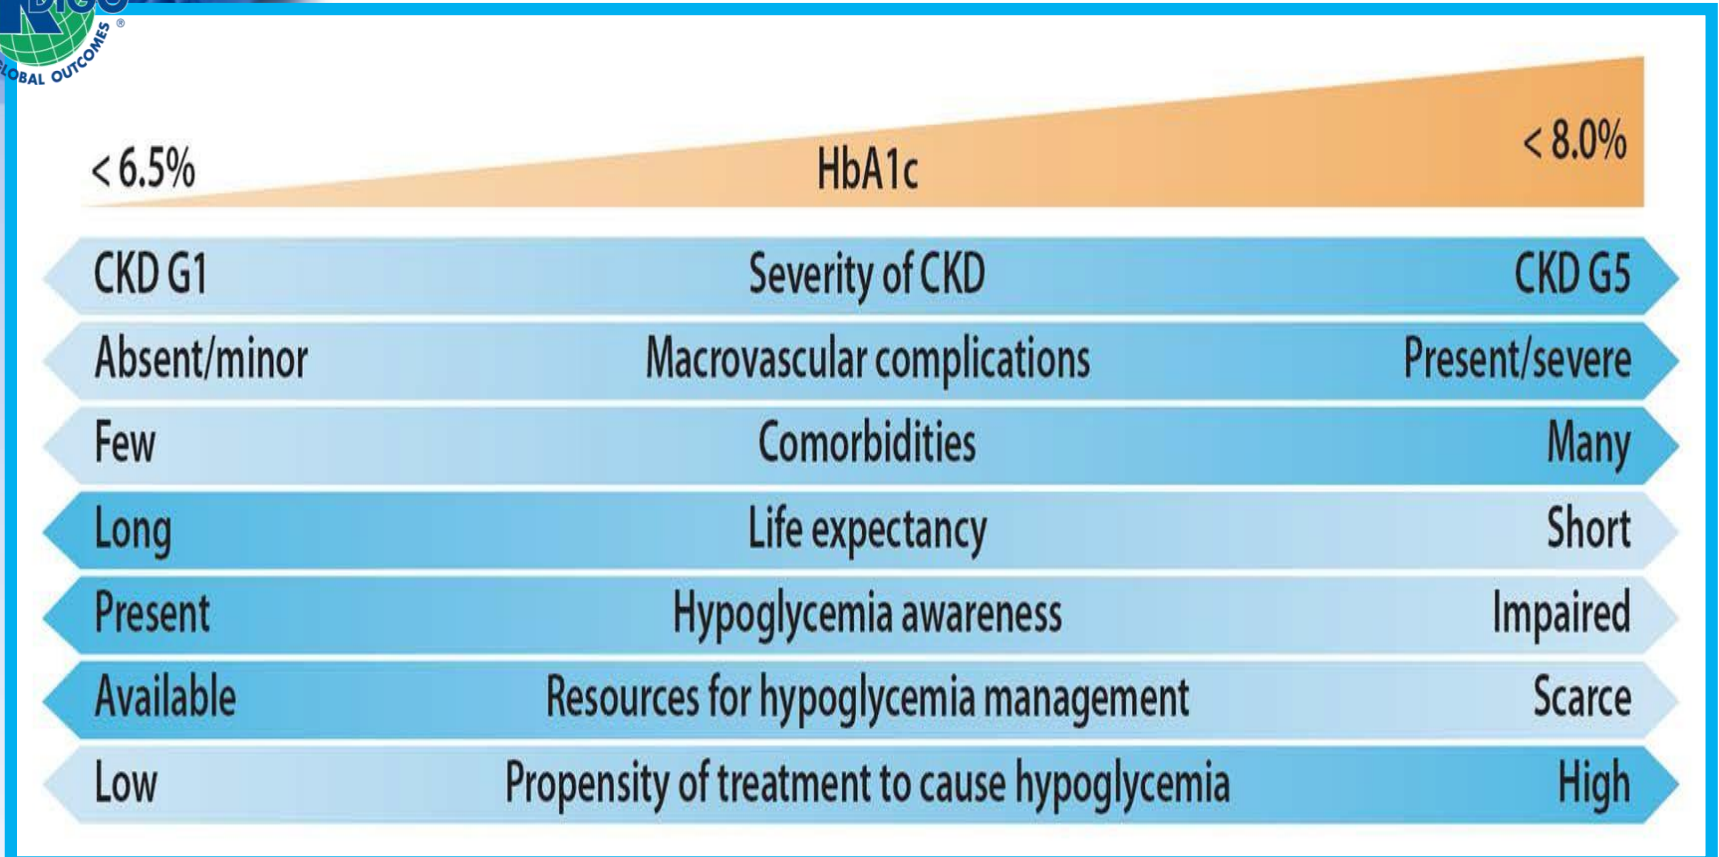 GLOBAL OUTCOMES ®
< 6.5% HbA1c < 8.0%
CKD G1 Severity of CKD CKD G5
Absent/minor Macrovascular complications Present/severe
Few Comorbidities Many
Long Life expectancy Short
Present Hypoglycemia awareness Impaired
Available Resources for hypoglycemia management Scarce
Low Propensity of treatment to cause hypoglycemia High